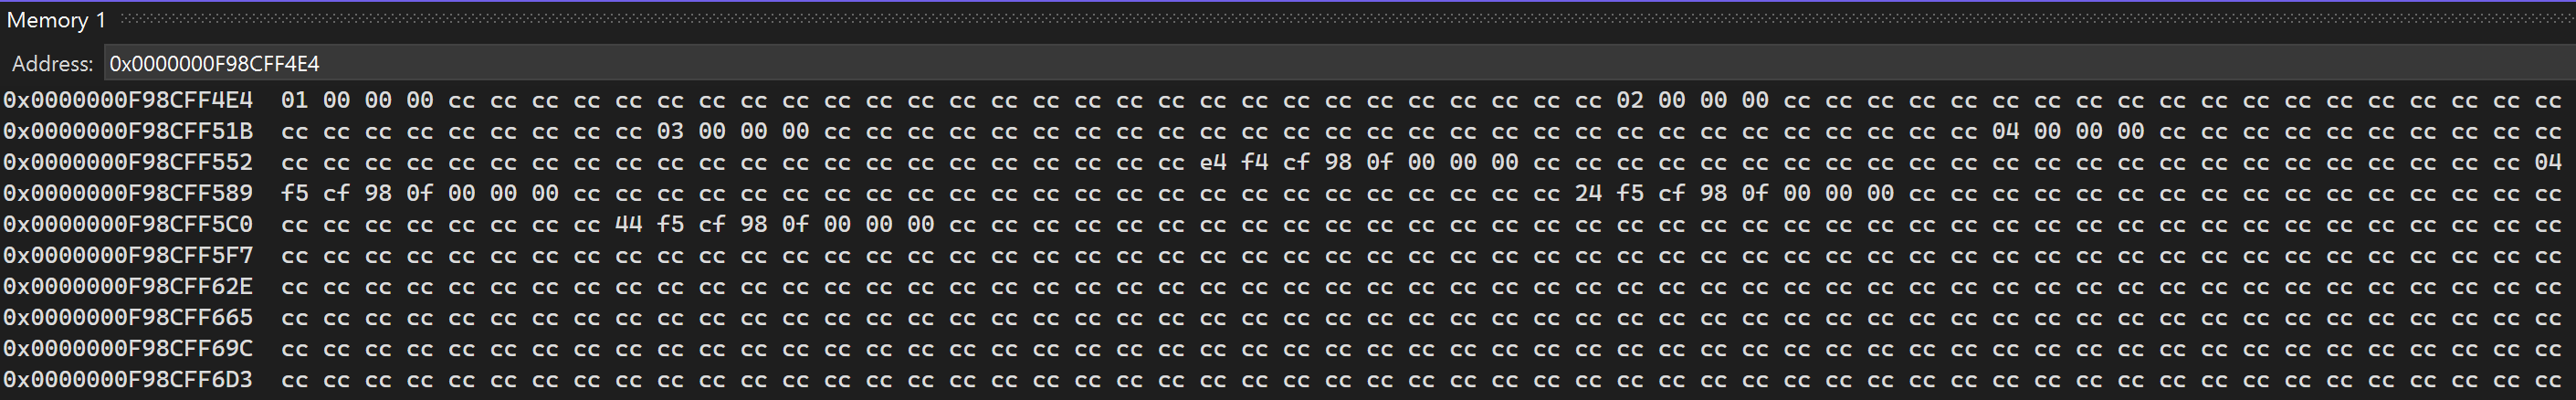 Memory 1
Address: 0x0000000F98CFF4E4
0x0000000F98CFF4E4 01 00 00 00 cc cc cc cc cc cc cc cc cc cc cc cc cc cc cc cc cc cc cc cc cc cc cc cc cc cc cc cc 02 00 00 00 cc cc cc cc cc cc cc cc cc cc cc cc cc cc cc cc cc cc cc
0x0000000F98CFF51B cc cc cc cc cc cc cc cc cc 03 00 00 00 cc cc cc cc cc cc cc cc cc cc cc cc cc cc cc cc cc cc cc cc cc cc cc cc cc cc cc cc 04 00 00 00 cc cc cc cc cc cc cc cc cc cc
0x0000000F98CFF552 cc cc cc cc cc cc cc cc cc cc cc cc cc cc cc cc cc cc cc cc cc cc e4 f4 cf 98 0f 00 00 00 cc cc cc cc cc cc cc cc cc cc cc cc cc cc cc cc cc cc cc cc cc cc cc cc 04
0x0000000F98CFF589 f5 cf 98 0f 00 00 00 cc cc cc cc cc cc cc cc cc cc cc cc cc cc cc cc cc cc cc cc cc cc cc cc 24 f5 cf 98 0f 00 00 00 cc cc cc cc cc cc cc cc cc cc cc cc cc cc cc cc
0x0000000F98CFF5C0 cc cc cc cc cc cc cc cc 44 f5 cf 98 0f 00 00 00 cc cc cc cc cc cc cc cc cc cc cc cc cc cc cc cc cc cc cc cc cc cc cc cc cc cc cc cc cc cc cc cc cc cc cc cc cc cc cc
0x0000000F98CFF5F7 cc cc cc cc cc cc cc cc cc cc cc cc cc cc cc cc cc cc cc cc cc cc cc cc cc cc cc cc cc cc cc cc cc cc cc cc cc cc cc cc cc cc cc cc cc cc cc cc cc cc cc cc cc cc cc
0x0000000F98CFF62E cc cc cc cc cc cc cc cc cc cc cc cc cc cc cc cc cc cc cc cc cc cc cc cc cc cc cc cc cc cc cc cc cc cc cc cc cc cc cc cc cc cc cc cc cc cc cc cc cc cc cc cc cc cc cc
0x0000000F98CFF665 cc cc cc cc cc cc cc cc cc cc cc cc cc cc cc cc cc cc cc cc cc cc cc cc cc cc cc cc cc cc cc cc cc cc cc cc cc cc cc cc cc cc cc cc cc cc cc cc cc cc cc cc cc cc cc
0x0000000F98CFF69C cc cc cc cc cc cc cc cc cc cc cc cc cc cc cc cc cc cc cc cc cc cc cc cc cc cc cc cc cc cc cc cc cc cc cc cc cc cc cc cc cc cc cc cc cc cc cc cc cc cc cc cc cc cc cc
0x0000000F98CFF6D3 cc cc cc cc cc cc cc cc cc cc cc cc cc cc cc cc cc cc cc cc cc cc cc cc cc cc cc cc cc cc cc cc cc cc cc cc cc cc cc cc cc cc cc cc cc cc cc cc cc cc cc cc cc cc cc